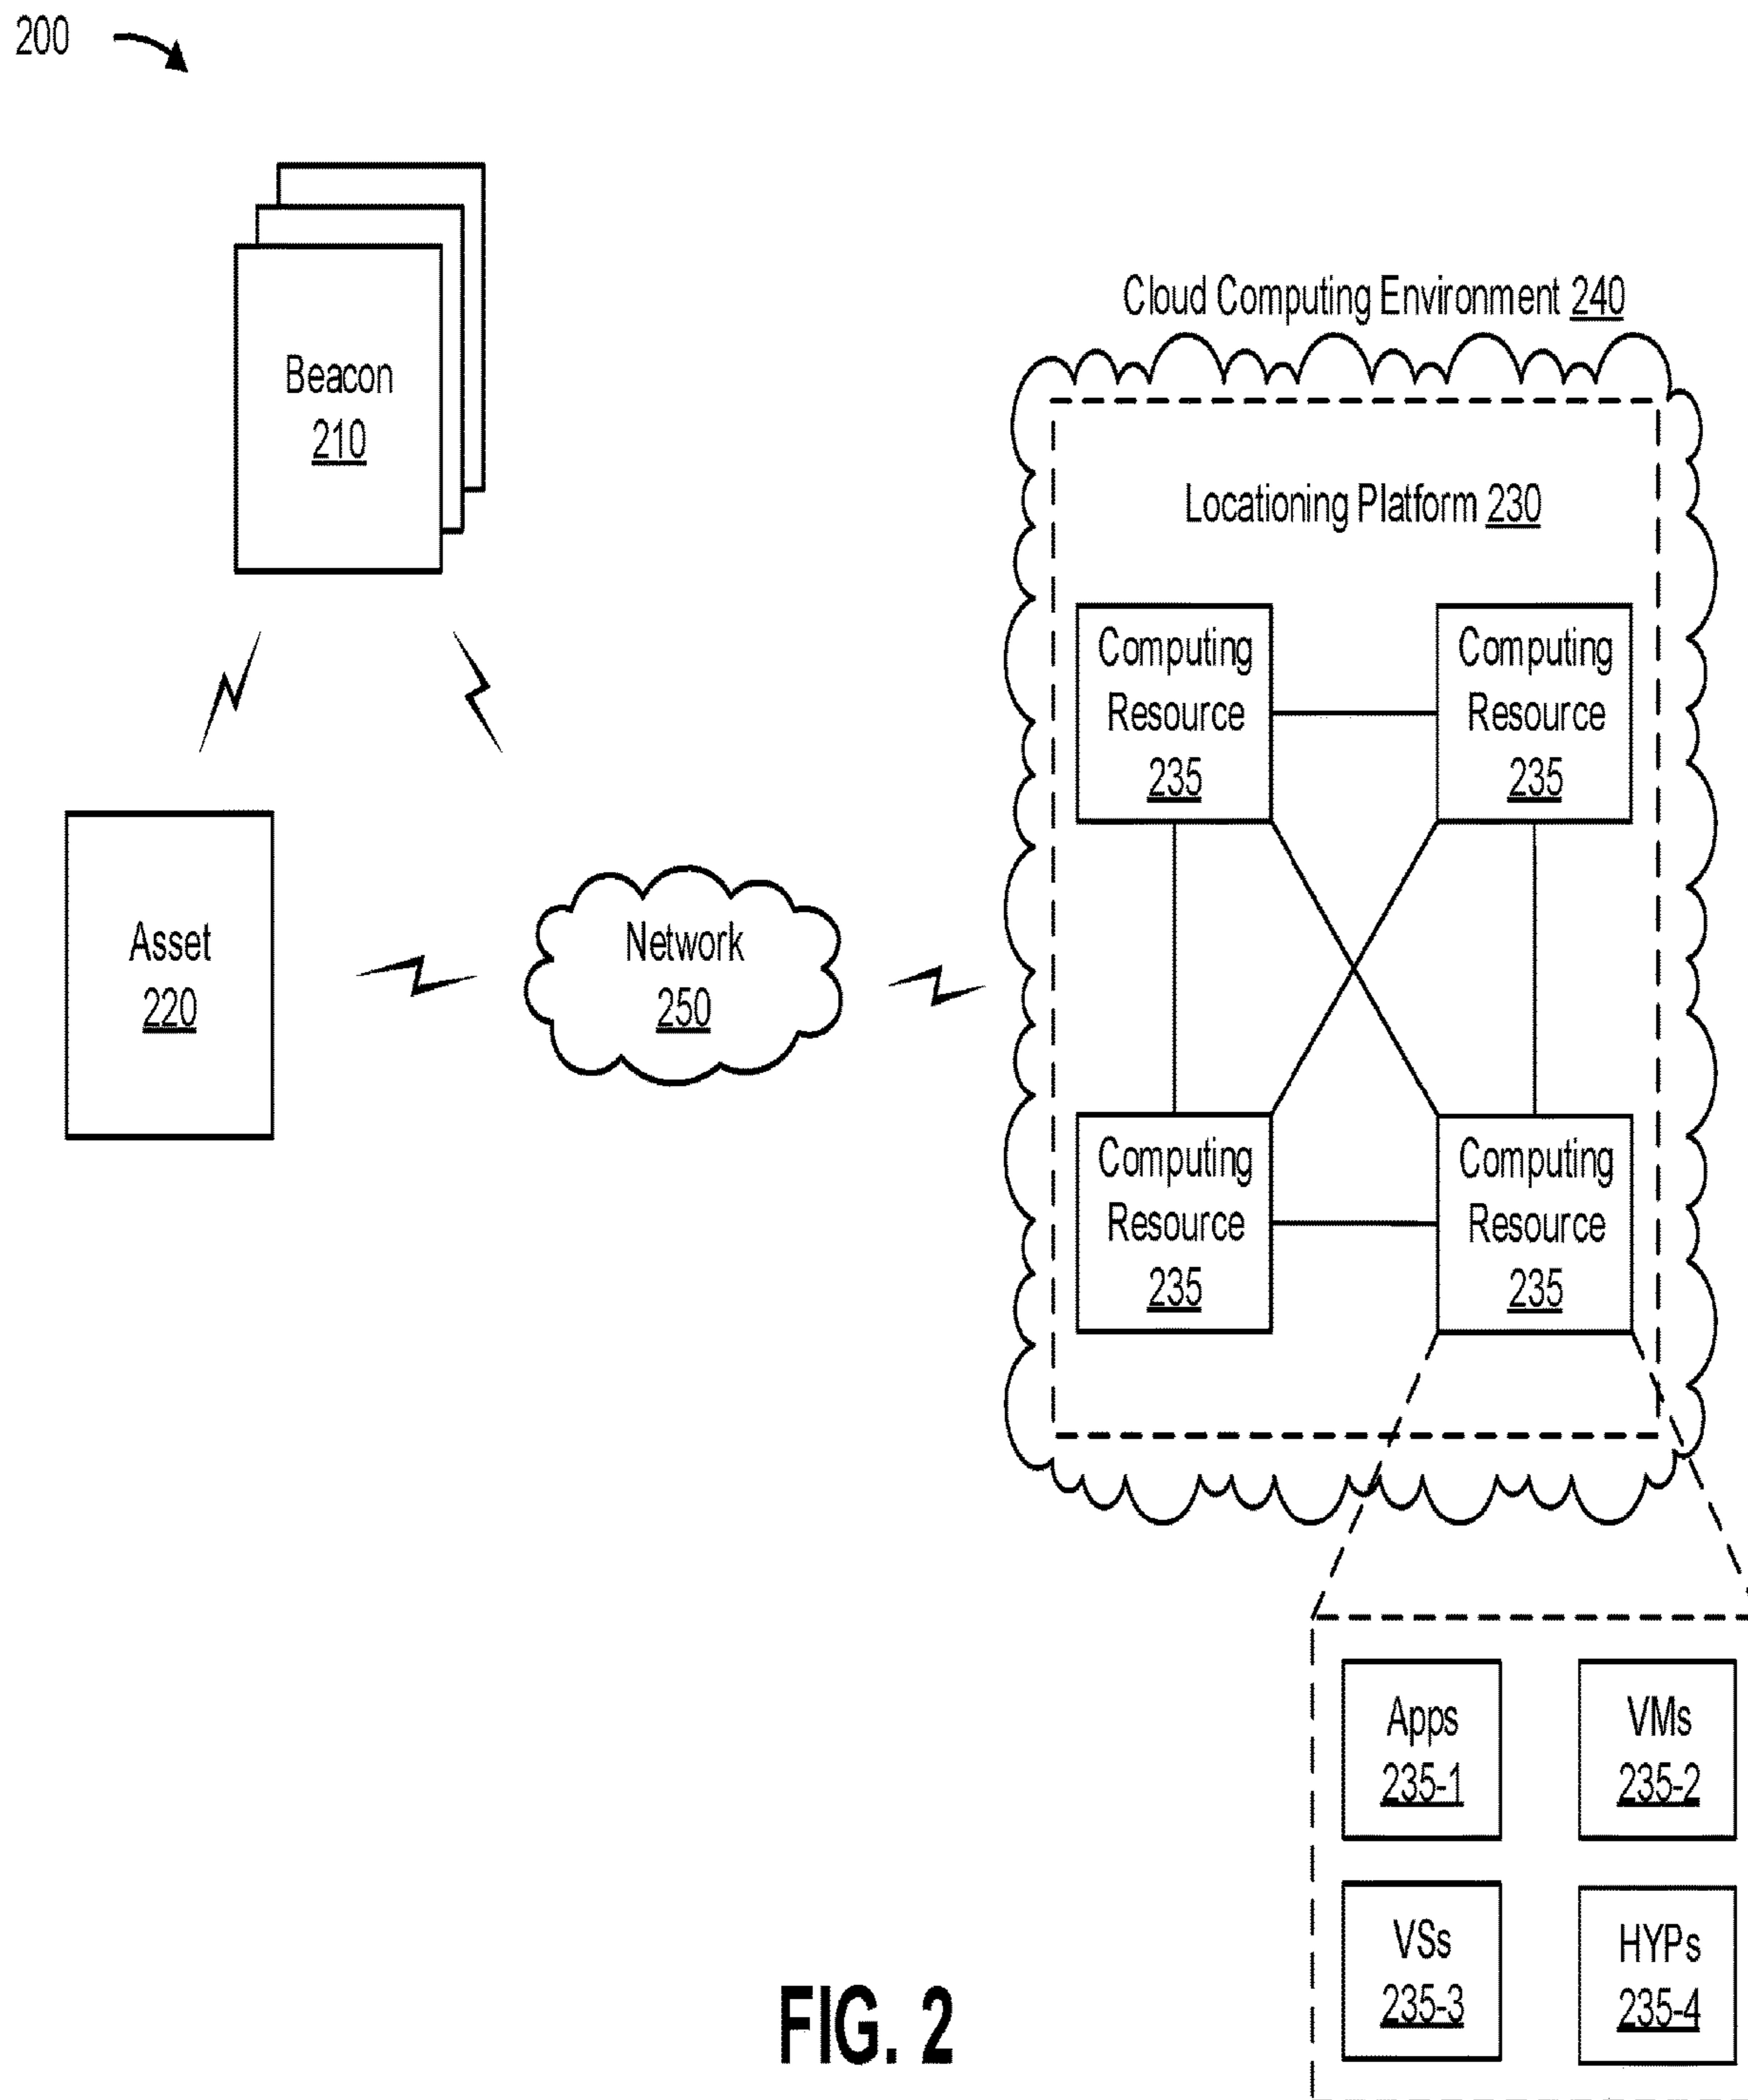 200
Cloud Computing Environment 240
Beacon
210
Locationing Platform 230
Computing
Resource
235
Computing
Resource
235
Asset
220
Network
250
Computing
Resource
235
Computing
Resource
235
Apps
235-1
VMs
235-2
VSs
235-3
HYPs
235-4
FIG. 2